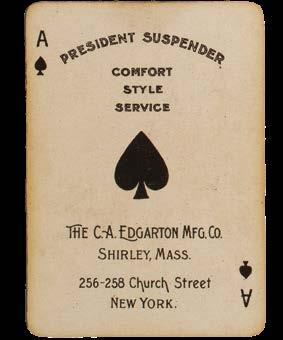 A
PRESIDENT SUSPENDER
COMFORT
STYLE
SERVICE
THE C-A. EDGARTON MFG. CO.
SHIRLEY, MASS.
256-258 Church Street
NEW YORK.
A